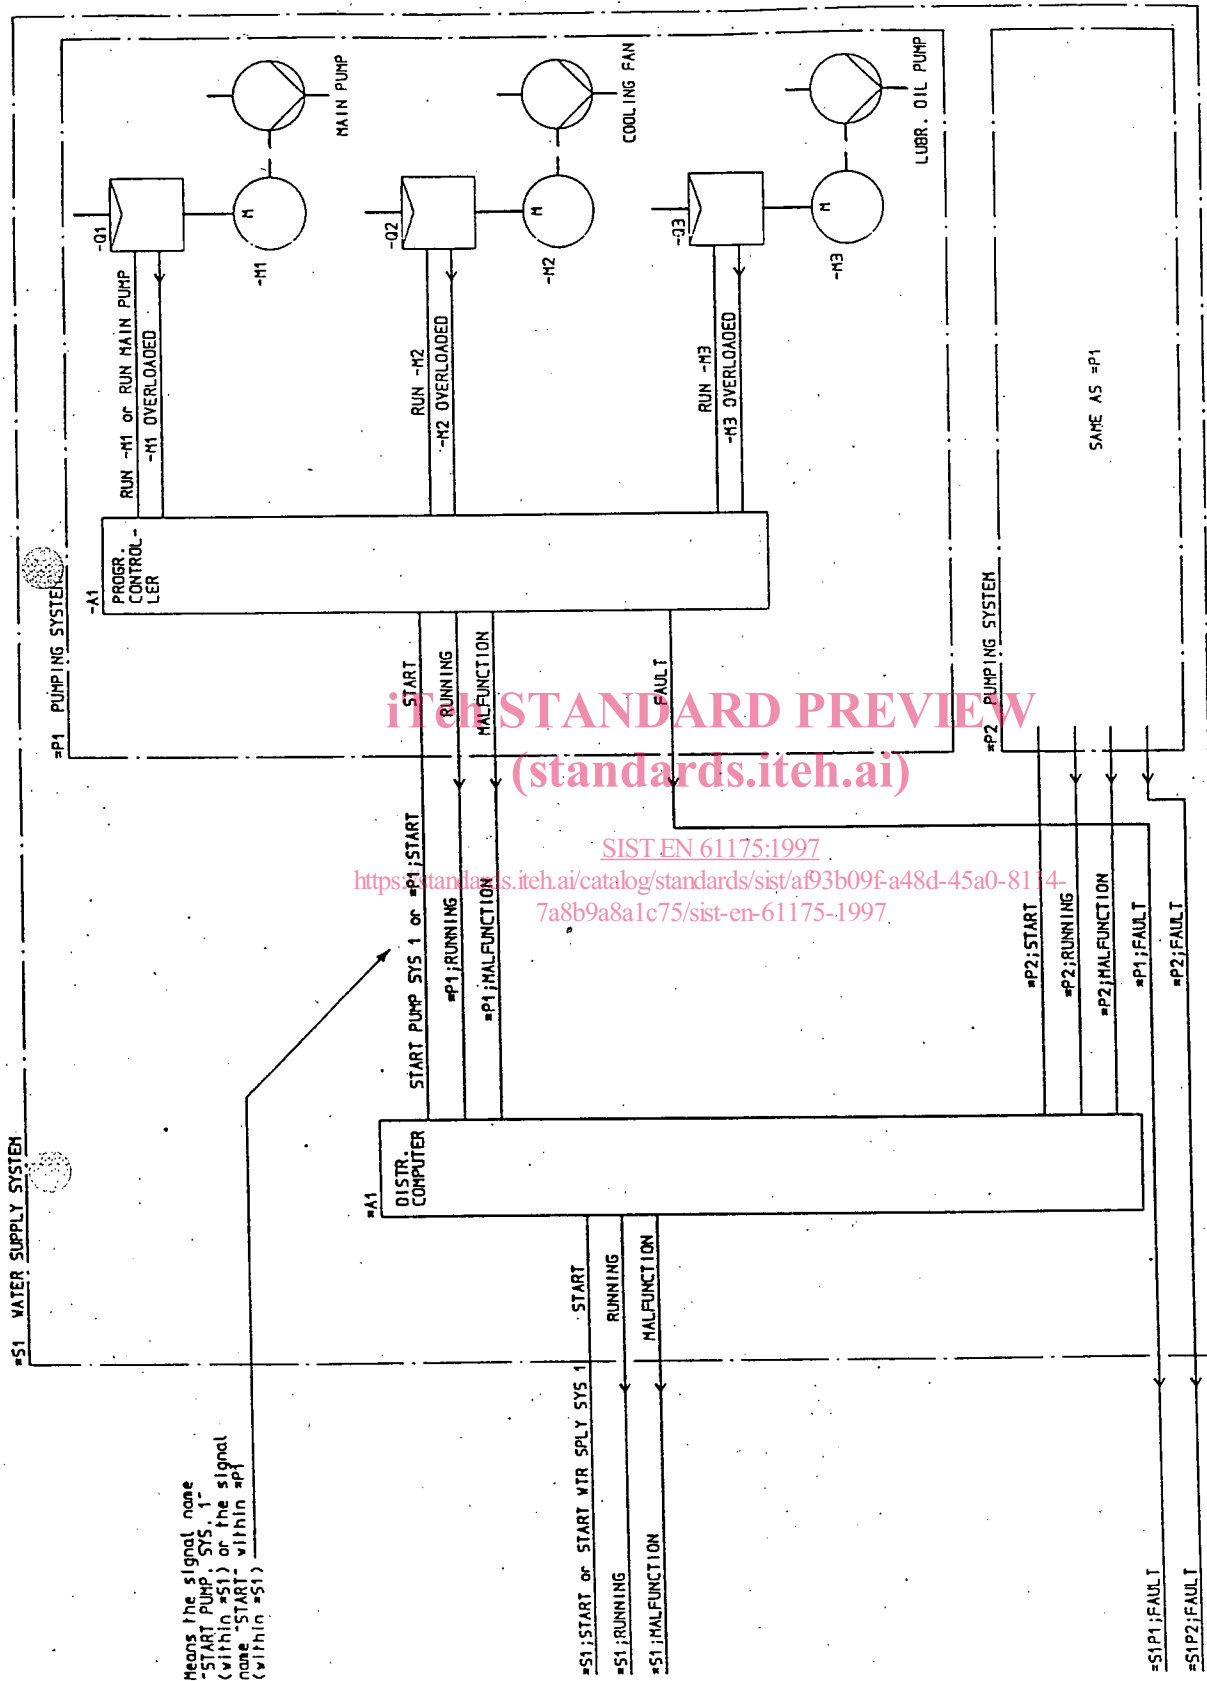 =S1 WATER SUPPLY SYSTEM
=P1 PUMPING SYSTEM
-A1
PROGR.
CONTROL-
LER
RUN -M1 or RUN MAIN PUMP
-M1 OVERLOADED
-Q1
-M1
M
MAIN PUMP
RUN -M2
-M2 OVERLOADED
-Q2
-M2
M
COOLING FAN
RUN -M3
-M3 OVERLOADED
-Q3
-M3
M
LUBR. OIL PUMP
START
RUNNING
MALFUNCTION
FAULT
START PUMP SYS 1 or =P1;START
=P1;RUNNING
=P1;MALFUNCTION
=A1
DISTR.
COMPUTER
START
RUNNING
MALFUNCTION
=S1;START or START WTR SPLY SYS 1
=S1;RUNNING
=S1;MALFUNCTION
=P2 PUMPING SYSTEM
SAME AS =P1
=P2;START
=P2;RUNNING
=P2;MALFUNCTION
=P1;FAULT
=P2;FAULT
=S1P1;FAULT
=S1P2;FAULT
Means the signal name
"START PUMP. SYS. 1"
(within =S1) or the signal
name "START" within =P1
(within =S1)
iTeh STANDARD PREVIEW
(standards.iteh.ai)
SIST EN 61175:1997
https://standards.iteh.ai/catalog/standards/sist/af93b09f-a48d-45a0-8114-
7a8b9a8a1c75/sist-en-61175-1997